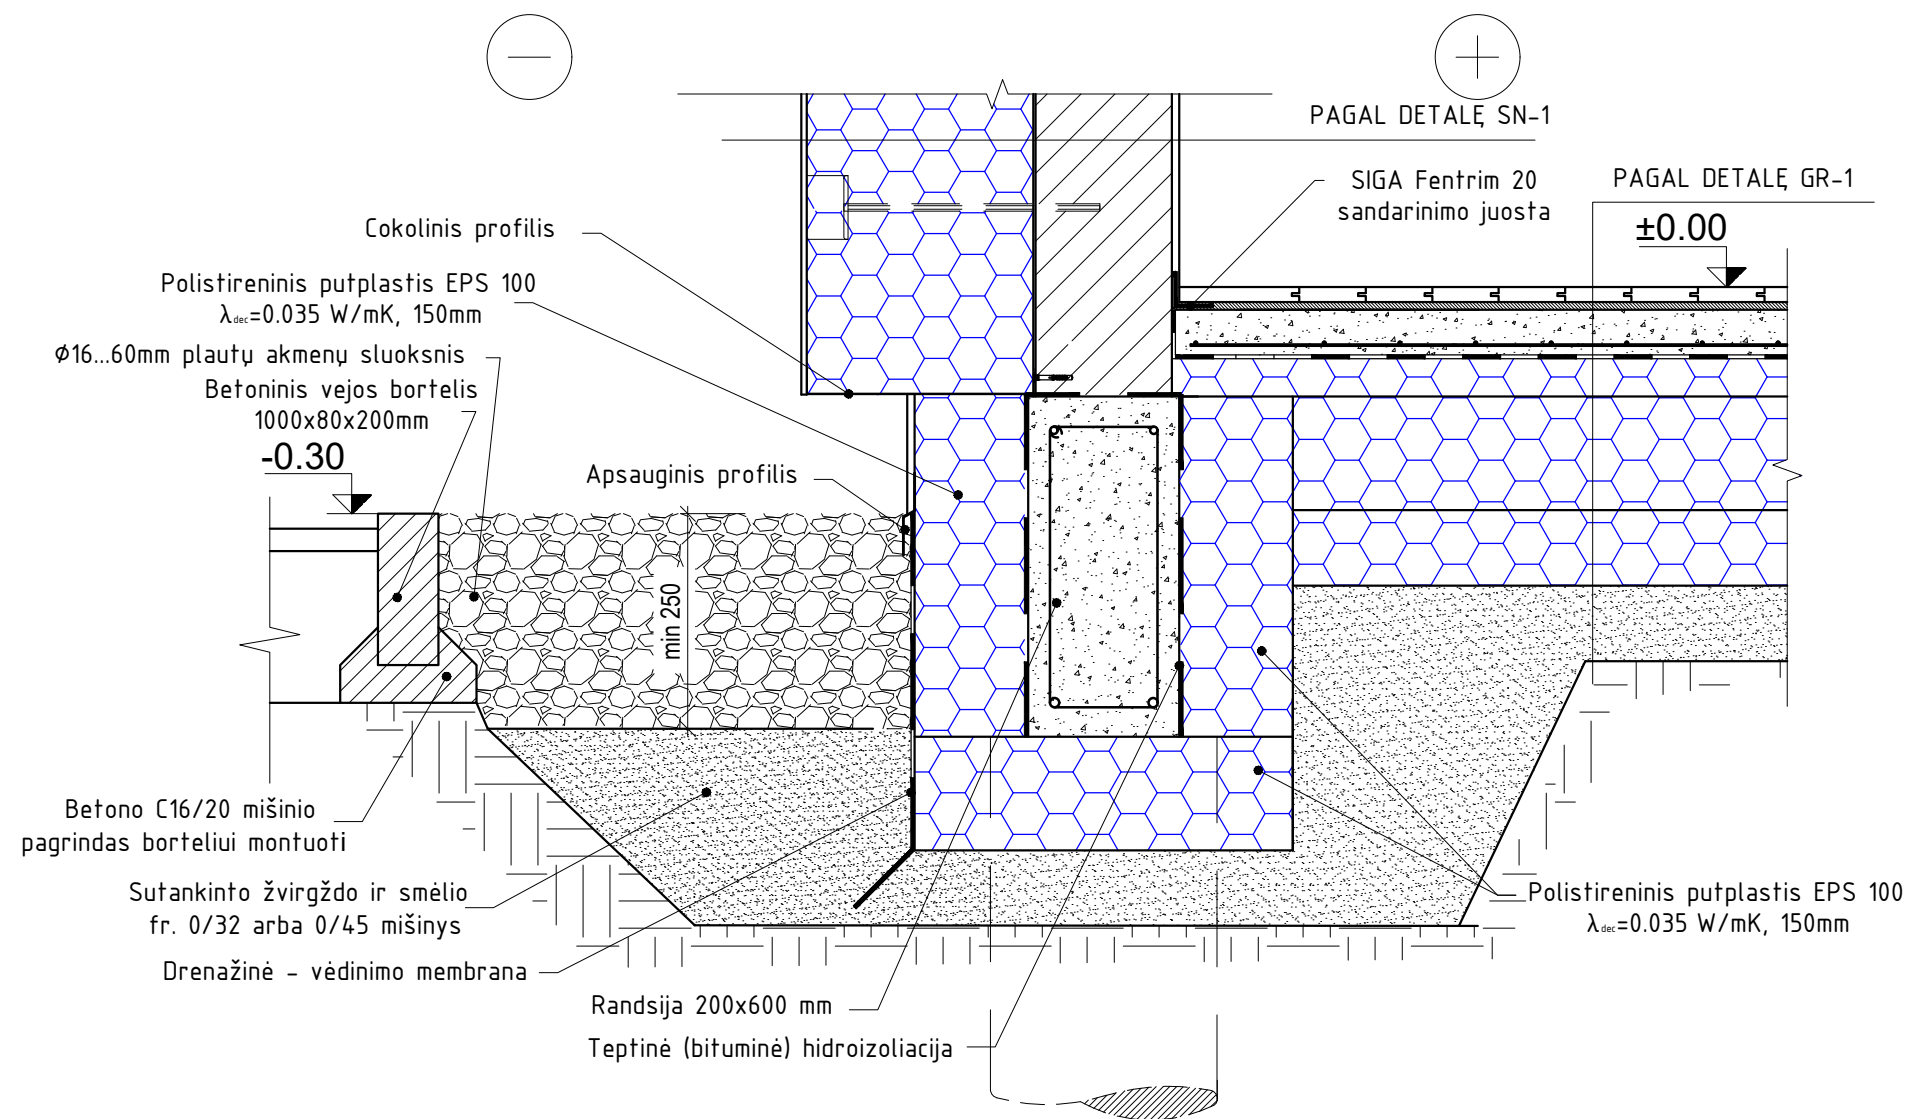 PAGAL DETALĘ SN-1
SIGA Fentrim 20
sandarinimo juosta
PAGAL DETALĘ GR-1
±0.00
Cokolinis profilis
Polistireninis putplastis EPS 100
λdec=0.035 W/mK, 150mm
Φ16...60mm plautų akmenų sluoksnis
Betoninis vejos bortelis
1000x80x200mm
-0.30
Apsauginis profilis
min 250
Betono C16/20 mišinio
pagrindas borteliui montuoti
Sutankinto žvirgždo ir smėlio
fr. 0/32 arba 0/45 mišinys
Drenažinė - vėdinimo membrana
Randsija 200x600 mm
Teptinė (bituminė) hidroizoliacija
Polistireninis putplastis EPS 100
λdec=0.035 W/mK, 150mm